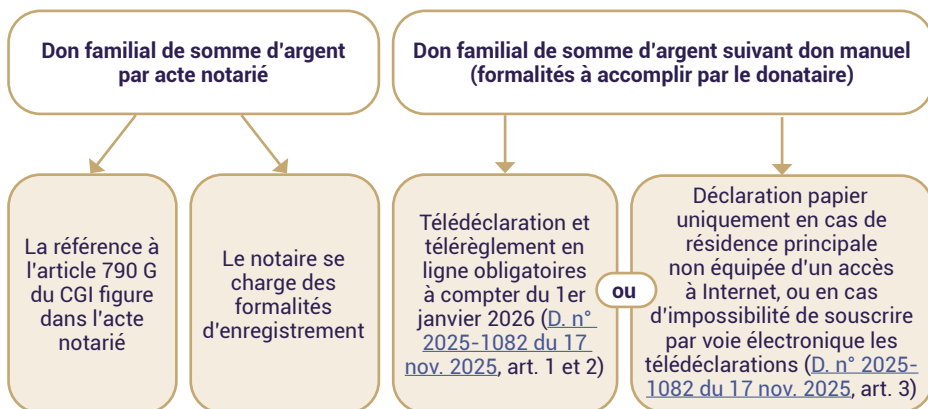 Don familial de somme d'argent
par acte notarié
Don familial de somme d'argent suivant don manuel
(formalités à accomplir par le donataire)
La référence à
l'article 790 G
du CGI figure
dans l'acte
notarié
Le notaire se
charge des
formalités
d'enregistrement
Télédéclaration et
télérèglement en
ligne obligatoires
à compter du 1er
janvier 2026 (D. n°
2025-1082 du 17
nov. 2025, art. 1 et 2)
ou
Déclaration papier
uniquement en cas de
résidence principale
non équipée d'un accès
à Internet, ou en cas
d'impossibilité de souscrire
par voie électronique les
télédéclarations (D. n° 2025-
1082 du 17 nov. 2025, art. 3)